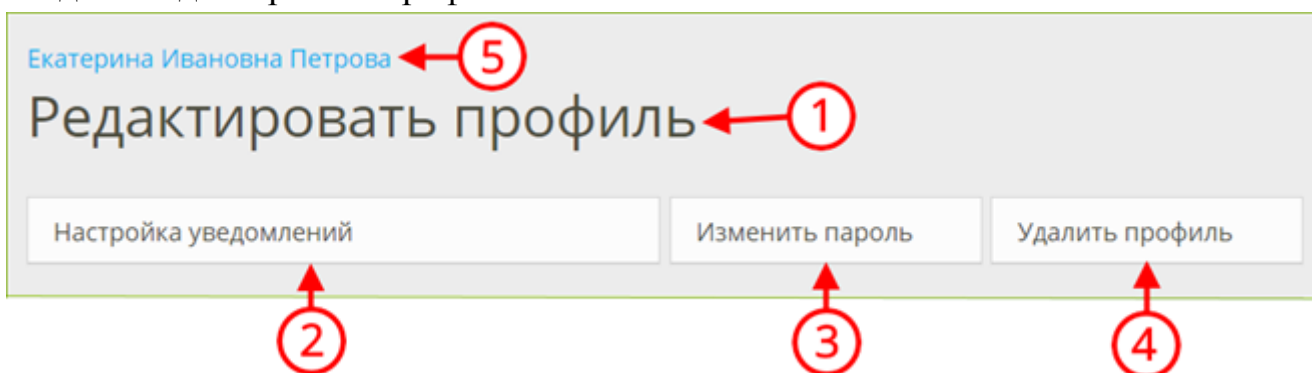 Екатерина Ивановна Петрова 5
Редактировать профиль 1
Настройка уведомлений Изменить пароль Удалить профиль
2 3 4